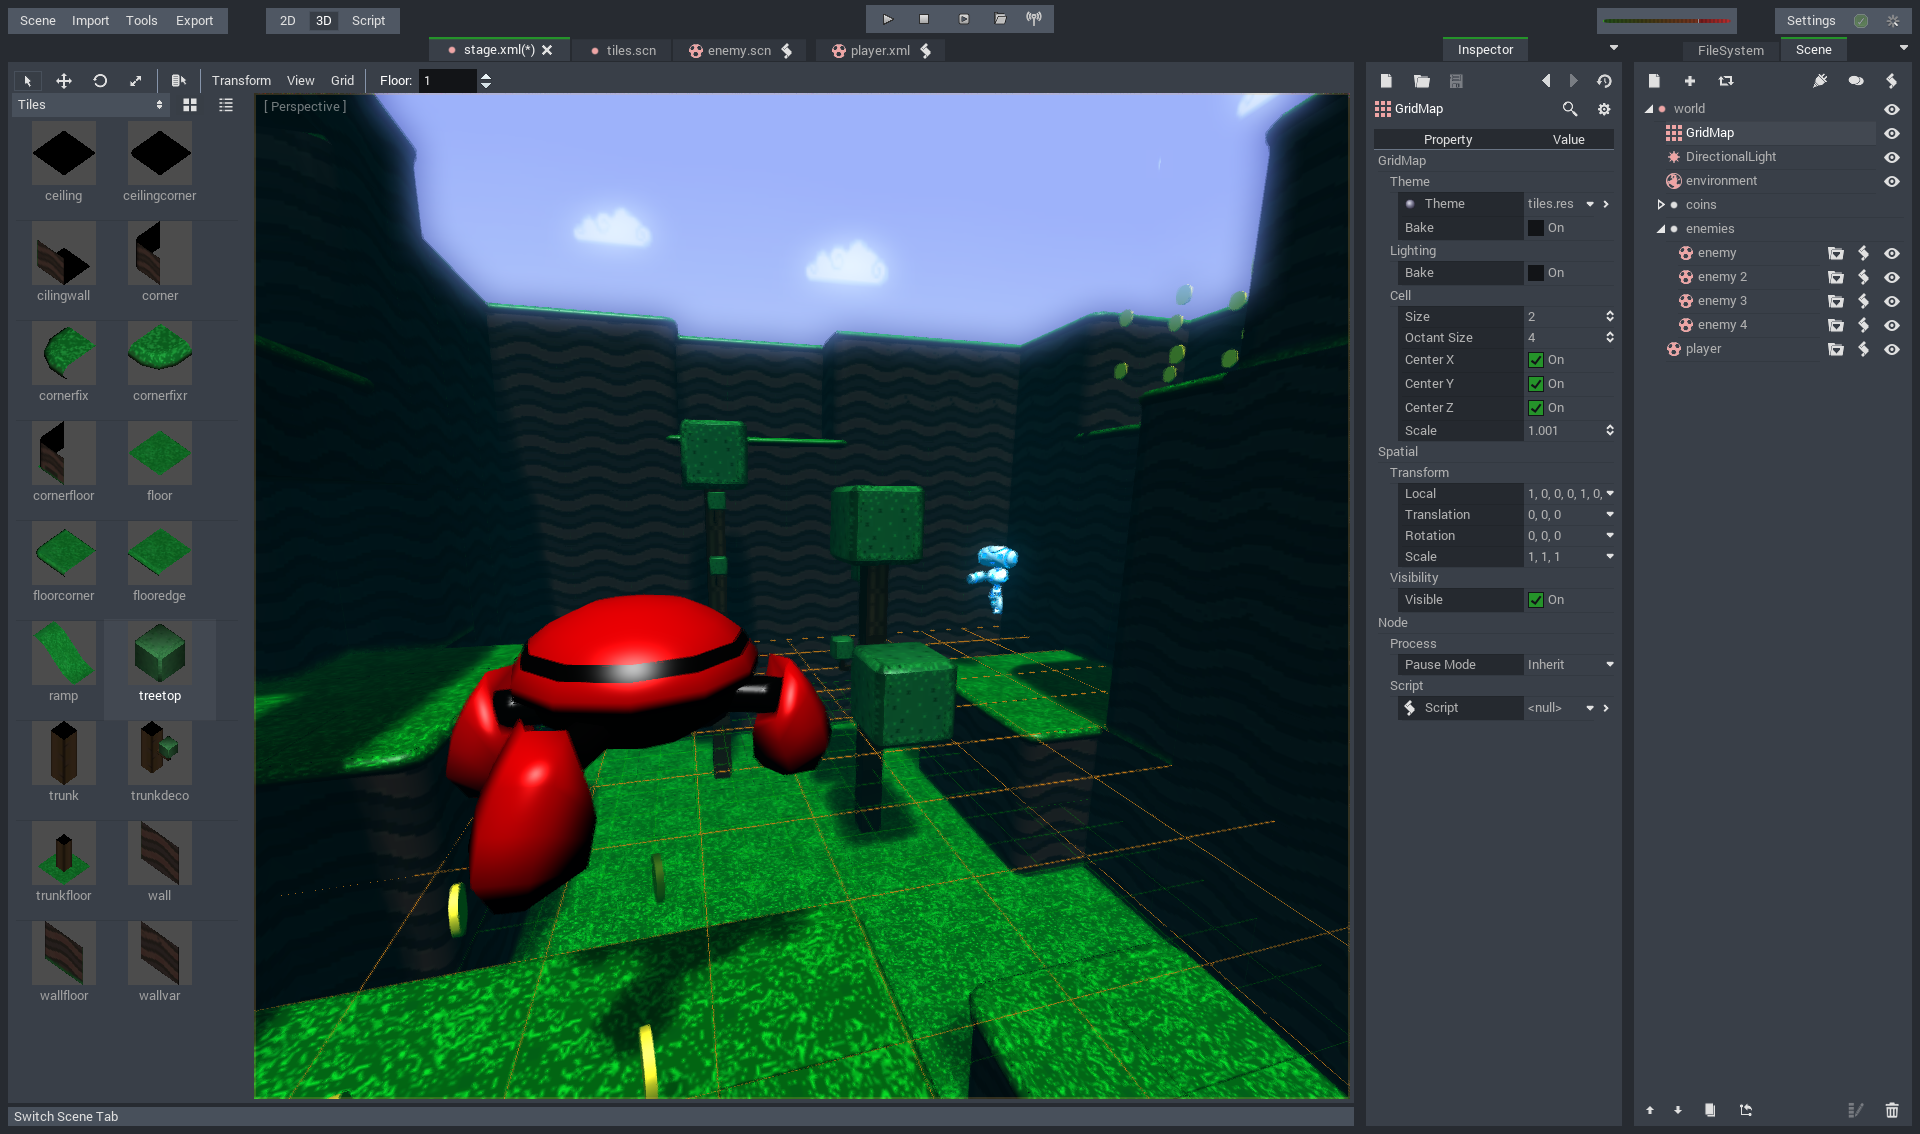 Scene Import Tools Export
2D 3D Script
Settings
stage.xml(*)
tiles.scn
enemy.scn
player.xml
Transform View Grid
Floor: 1
Tiles
ceiling
ceilingcorner
cilingwall
corner
cornerfix
cornerfixr
cornerfloor
floor
floorcorner
flooredge
ramp
treetop
trunk
trunkdeco
trunkfloor
wall
wallfloor
wallvar
[ Perspective ]
Switch Scene Tab
Inspector
GridMap
Property Value
GridMap
Theme
Theme tiles.res
Bake On
Lighting
Bake On
Cell
Size 2
Octant Size 4
Center X On
Center Y On
Center Z On
Scale 1.001
Spatial
Transform
Local 1, 0, 0, 0, 1, 0,
Translation 0, 0, 0
Rotation 0, 0, 0
Scale 1, 1, 1
Visibility
Visible On
Node
Process
Pause Mode Inherit
Script
Script <null>
FileSystem Scene
world
GridMap
DirectionalLight
environment
coins
enemies
enemy
enemy 2
enemy 3
enemy 4
player